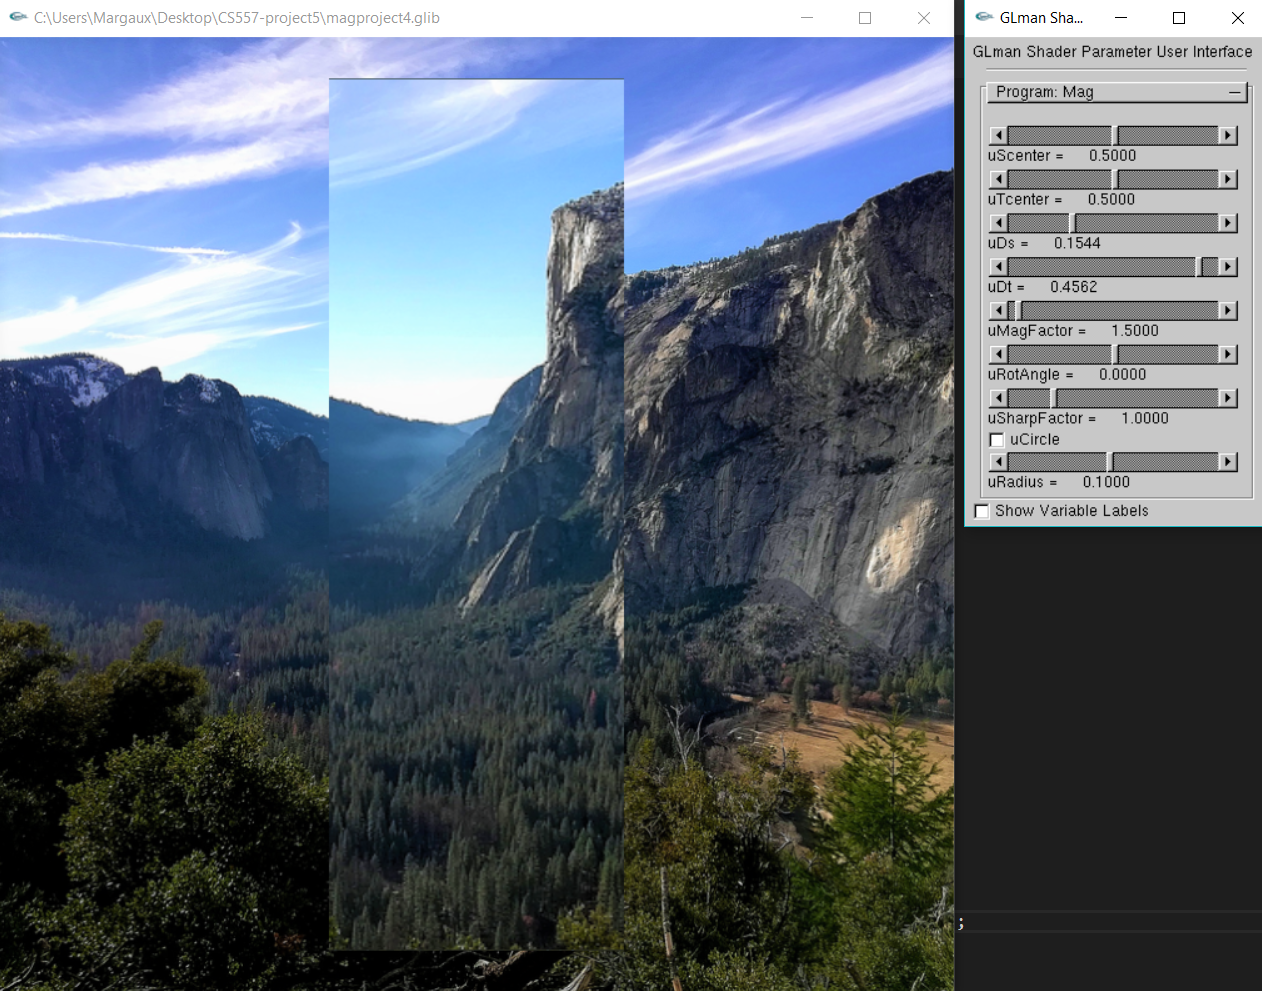 C:\Users\Margaux\Desktop\CS557-project5\magproject4.glib
GLman Sha...
GLman Shader Parameter User Interface
Program: Mag
uScenter = 0.5000
uTcenter = 0.5000
uDs = 0.1544
uDt = 0.4562
uMagFactor = 1.5000
uRotAngle = 0.0000
uSharpFactor = 1.0000
uCircle
uRadius = 0.1000
Show Variable Labels
;